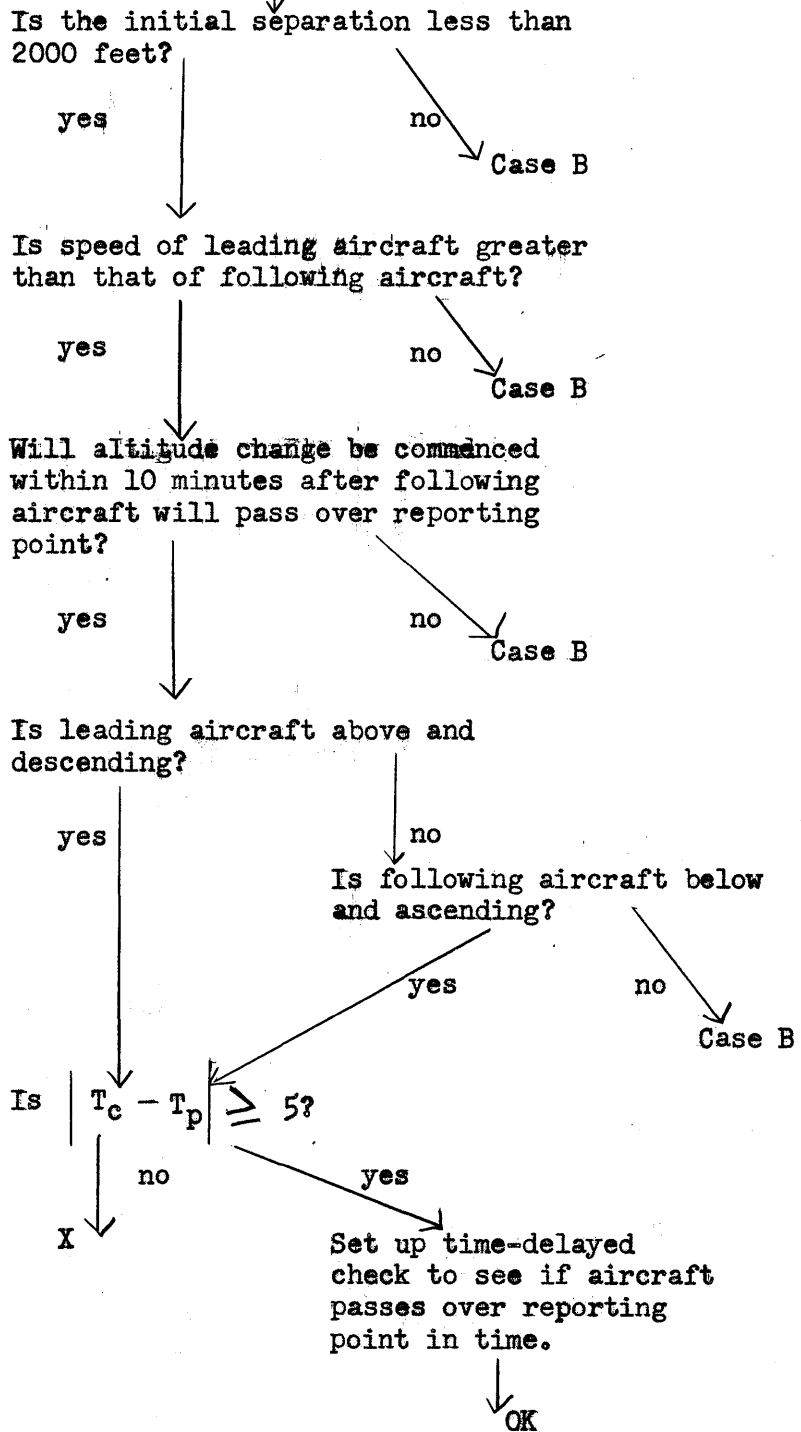 Is the initial separation less than
2000 feet?
yes
no
Case B
Is speed of leading aircraft greater
than that of following aircraft?
yes
no
Case B
Will altitude change be commenced
within 10 minutes after following
aircraft will pass over reporting
point?
yes
no
Case B
Is leading aircraft above and
descending?
yes
no
Is following aircraft below
and ascending?
yes
no
Case B
Is | Tc - Tp | ≥ 5?
no
yes
X
Set up time-delayed
check to see if aircraft
passes over reporting
point in time.
OK